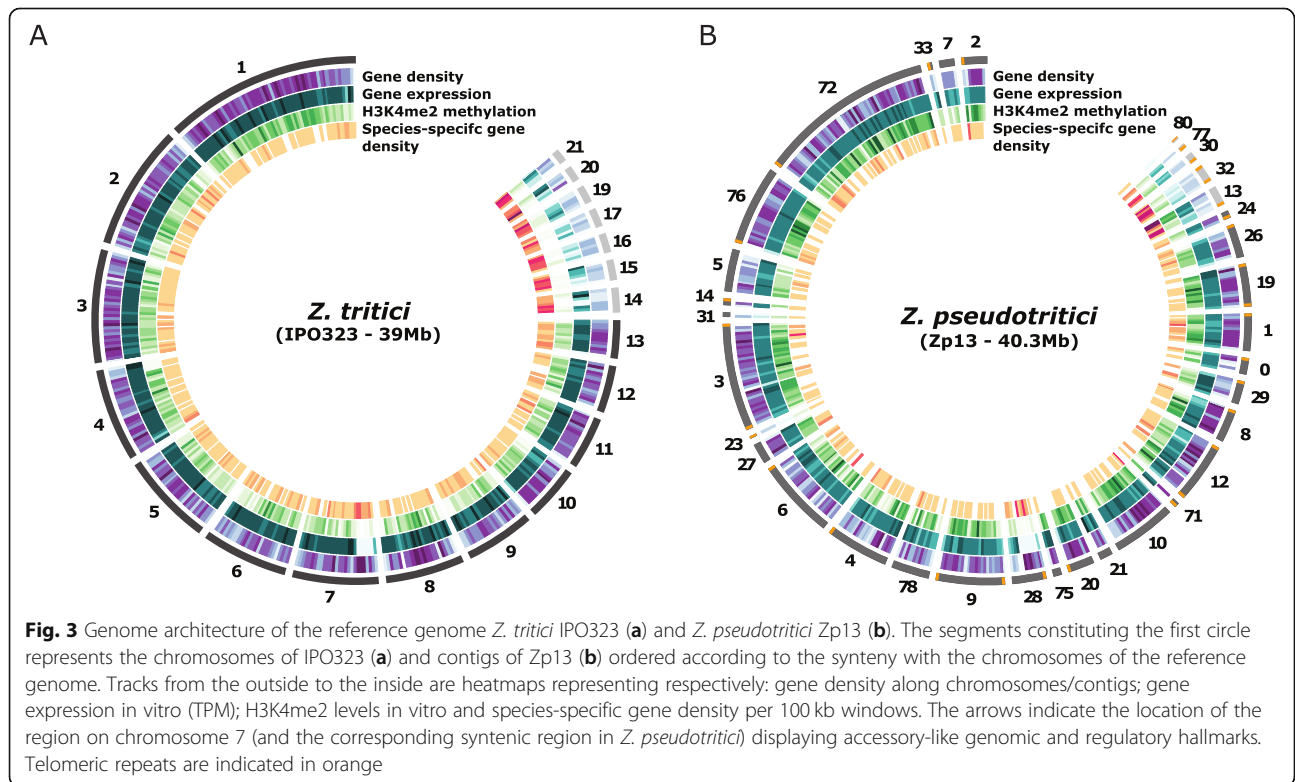 A
1
2
3
4
5
6
7
8
9
10
11
12
13
14
15
16
17
19
20
21
Gene density
Gene expression
H3K4me2 methylation
Species-specifc gene
density
Z. tritici
(IPO323 - 39Mb)
B
33
7
2
72
76
5
14
31
3
23
27
6
4
78
9
28
75
20
21
10
71
12
8
29
0
1
19
26
24
13
32
30
77
80
Gene density
Gene expression
H3K4me2 methylation
Species-specifc gene
density
Z. pseudotritici
(Zp13 - 40.3Mb)
Fig. 3 Genome architecture of the reference genome Z. tritici IPO323 (a) and Z. pseudotritici Zp13 (b). The segments constituting the first circle
represents the chromosomes of IPO323 (a) and contigs of Zp13 (b) ordered according to the synteny with the chromosomes of the reference
genome. Tracks from the outside to the inside are heatmaps representing respectively: gene density along chromosomes/contigs; gene
expression in vitro (TPM); H3K4me2 levels in vitro and species-specific gene density per 100 kb windows. The arrows indicate the location of the
region on chromosome 7 (and the corresponding syntenic region in Z. pseudotritici) displaying accessory-like genomic and regulatory hallmarks.
Telomeric repeats are indicated in orange